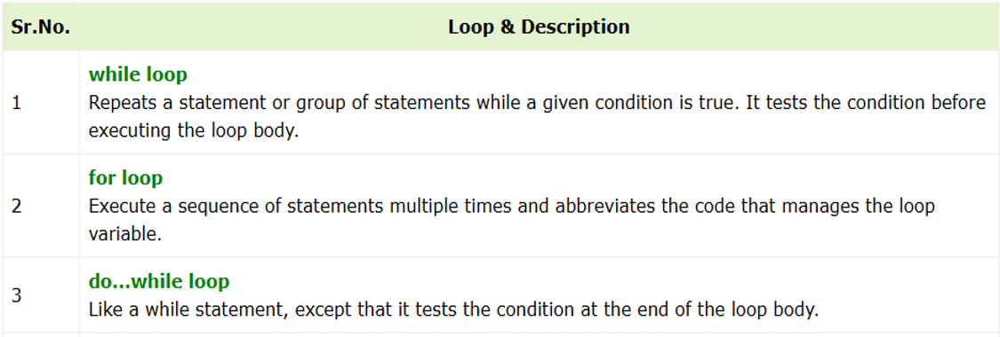 Sr.No. Loop & Description
while loop
1
Repeats a statement or group of statements while a given condition is true. It tests the condition before
executing the loop body.
for loop
2
Execute a sequence of statements multiple times and abbreviates the code that manages the loop
variable.
do...while loop
3
Like a while statement, except that it tests the condition at the end of the loop body.